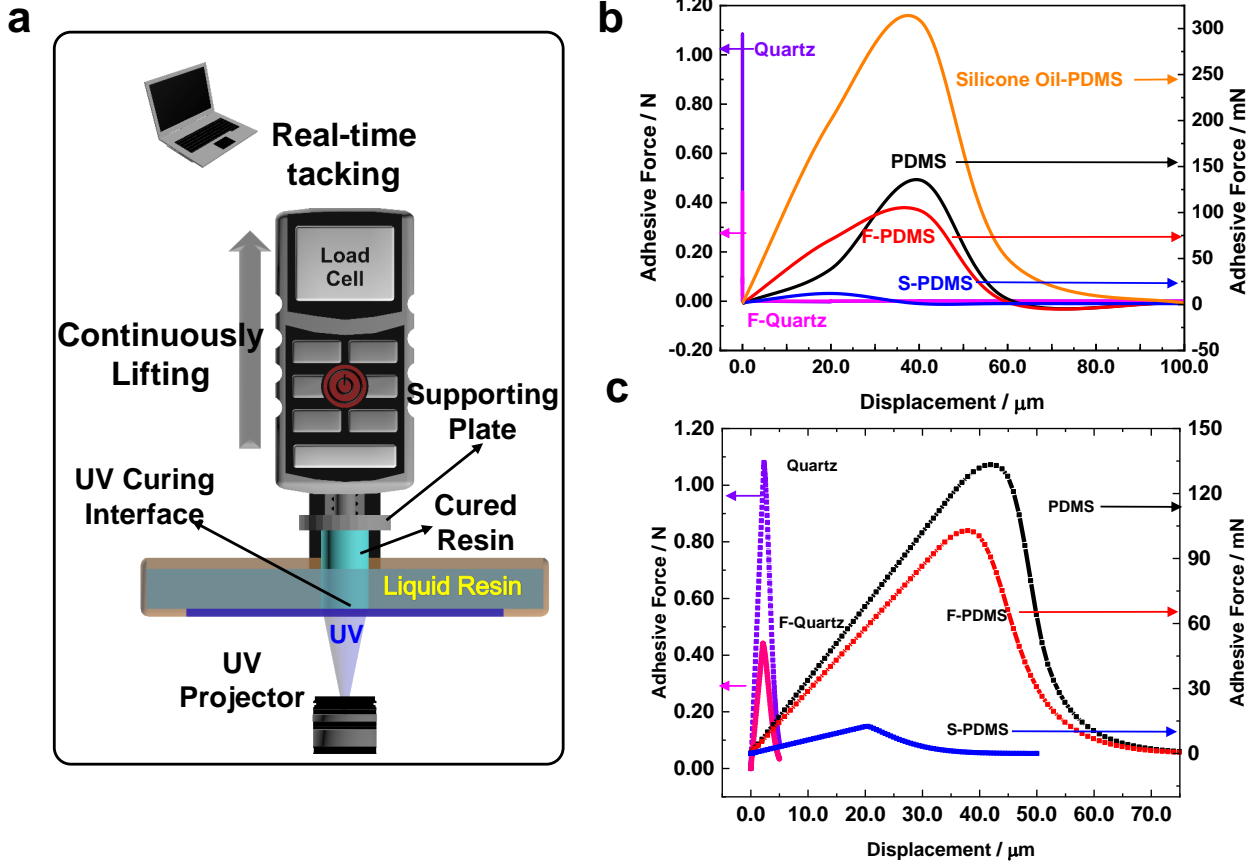 a
Real-time
tacking
Load
Cell
Continuously
Lifting
Supporting
Plate
UV Curing
Interface
Cured
Resin
Liquid Resin
UV
UV
Projector
b
1.20
1.00
0.80
0.60
0.40
0.20
0.00
-0.20
Adhesive Force / N
Quartz
Silicone Oil-PDMS
PDMS
F-PDMS
S-PDMS
F-Quartz
300
250
200
150
100
50
0
-50
Adhesive Force / mN
0.0 20.0 40.0 60.0 80.0 100.0
Displacement / μm
c
1.20
1.00
0.80
0.60
0.40
0.20
0.00
Adhesive Force / N
Quartz
PDMS
F-Quartz
F-PDMS
S-PDMS
150
120
90
60
30
0
Adhesive Force / mN
0.0 10.0 20.0 30.0 40.0 50.0 60.0 70.0
Displacement / μm